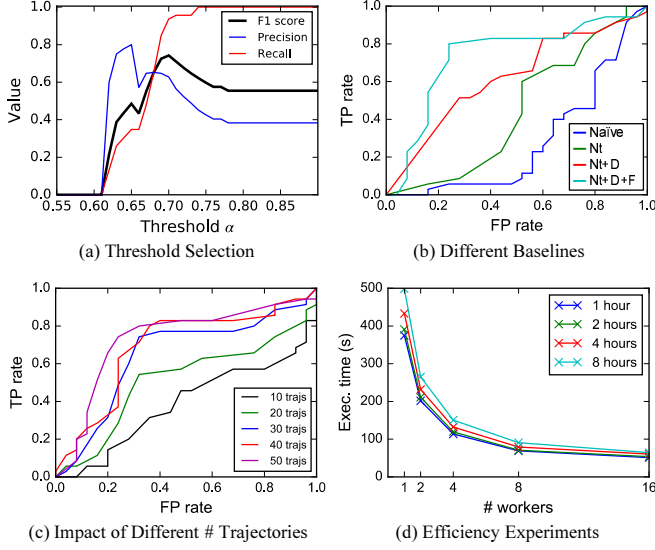 1.0
0.8
0.6
0.4
0.2
0.0
Value
0.55 0.60 0.65 0.70 0.75 0.80 0.85
Threshold α
F1 score
Precision
Recall
(a) Threshold Selection
1.0
0.8
0.6
0.4
0.2
0.0
TP rate
0.0 0.2 0.4 0.6 0.8 1.0
FP rate
Naïve
Nt
Nt+D
Nt+D+F
(b) Different Baselines
1.0
0.8
0.6
0.4
0.2
0.0
TP rate
0.0 0.2 0.4 0.6 0.8 1.0
FP rate
10 trajs
20 trajs
30 trajs
40 trajs
50 trajs
(c) Impact of Different # Trajectories
500
400
300
200
100
0
Exec. time (s)
1 2 4 8 16
# workers
1 hour
2 hours
4 hours
8 hours
(d) Efficiency Experiments